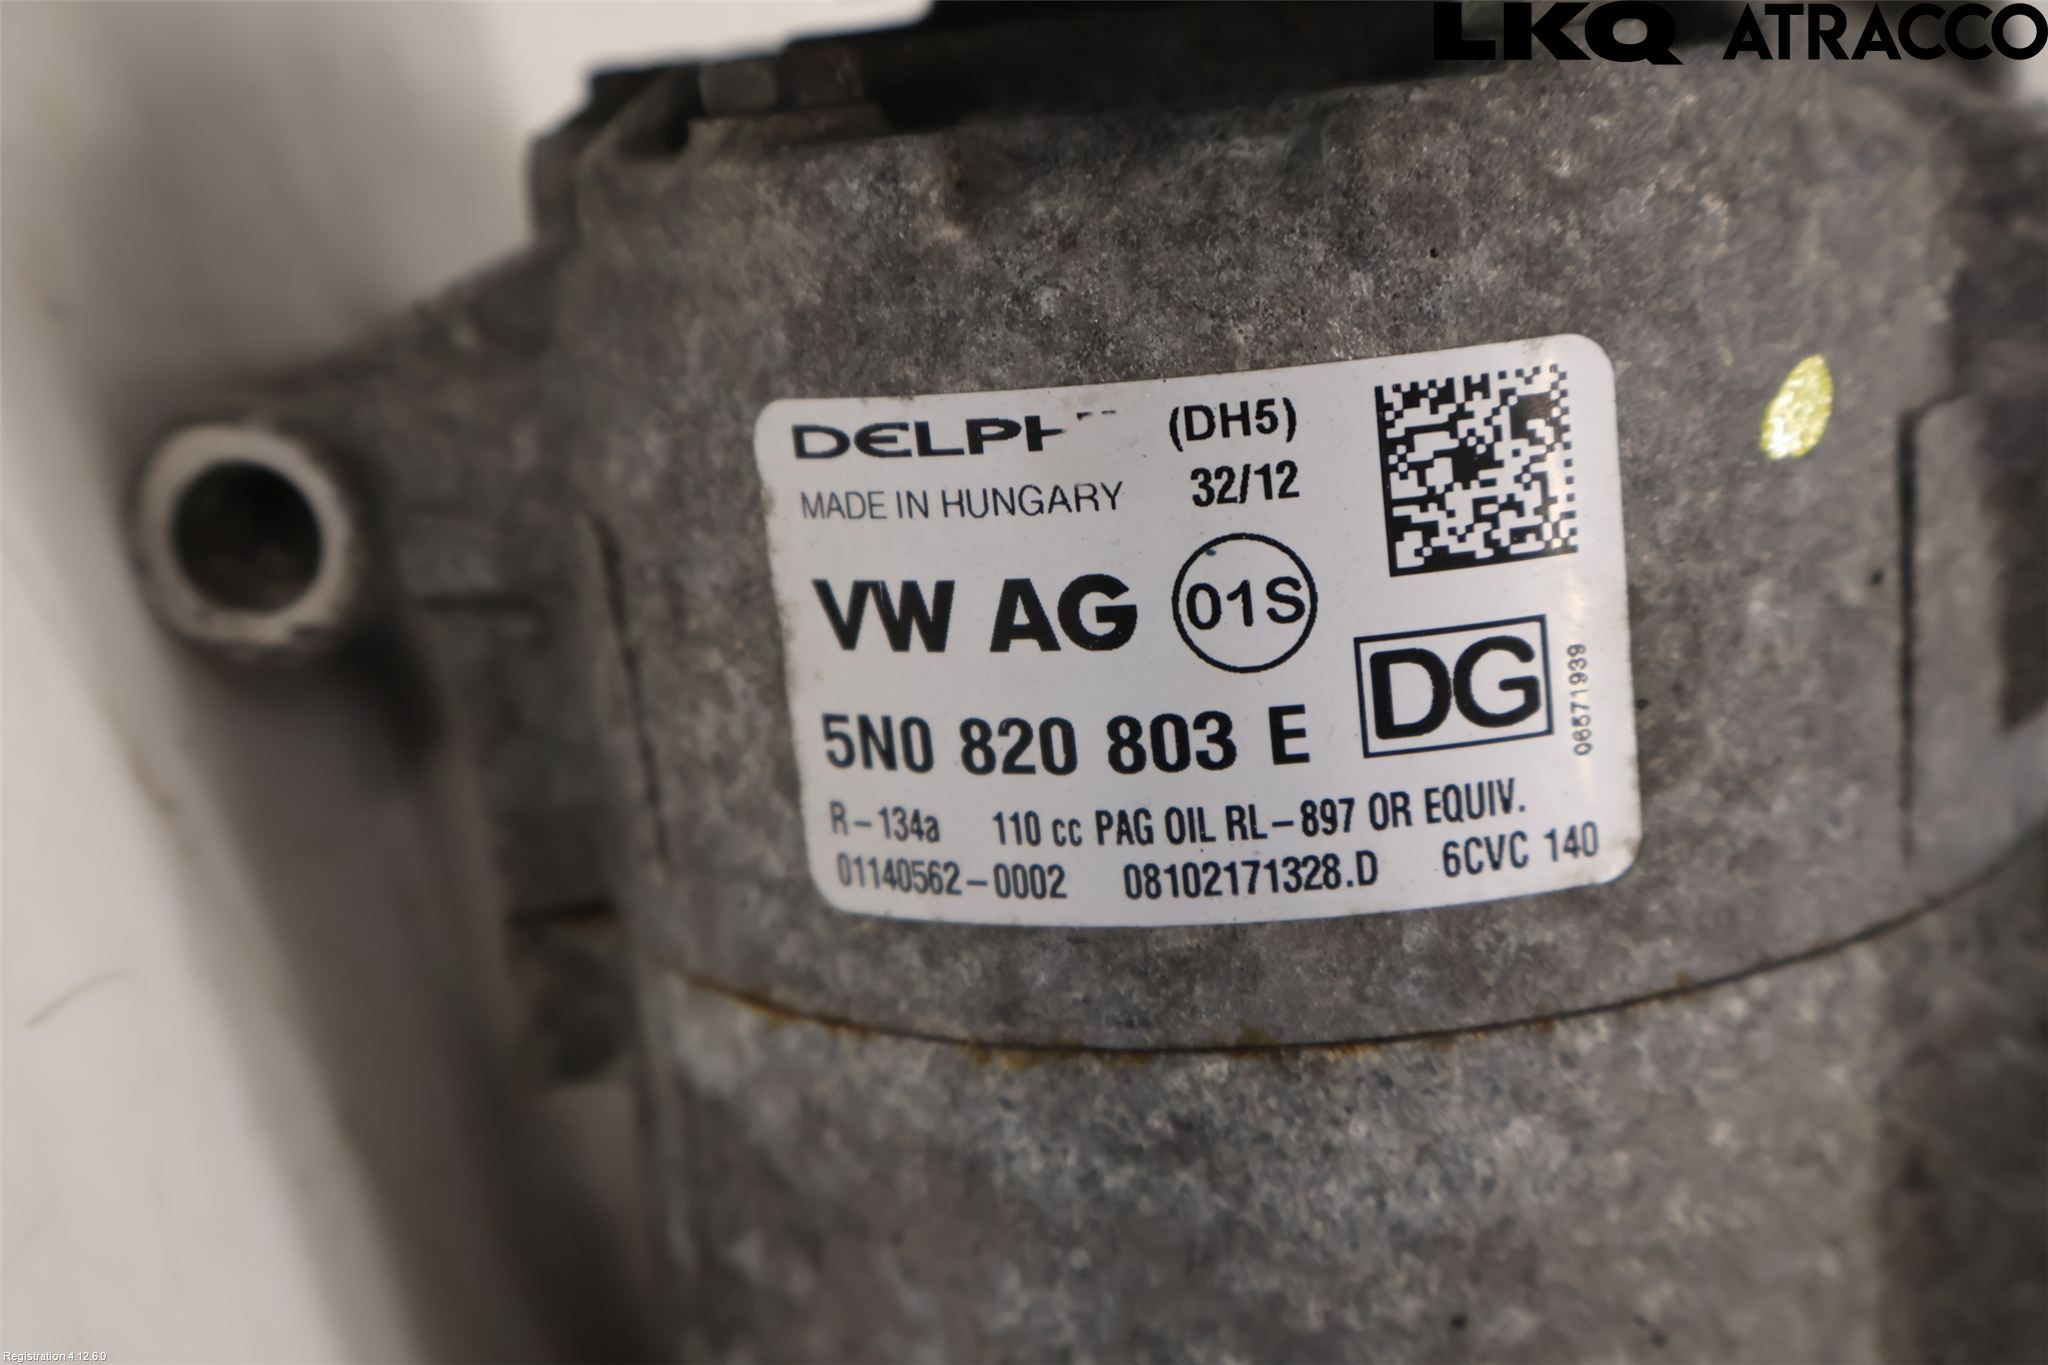 LKQ ATRACCO
DELPHI (DH5)
MADE IN HUNGARY 32/12
VW AG 01S
DG
5N0 820 803 E
06571939
R-134a 110 cc PAG OIL RL-897 OR EQUIV.
01140562-0002 08102171328.D 6CVC 140
Registration 4.12.6.0